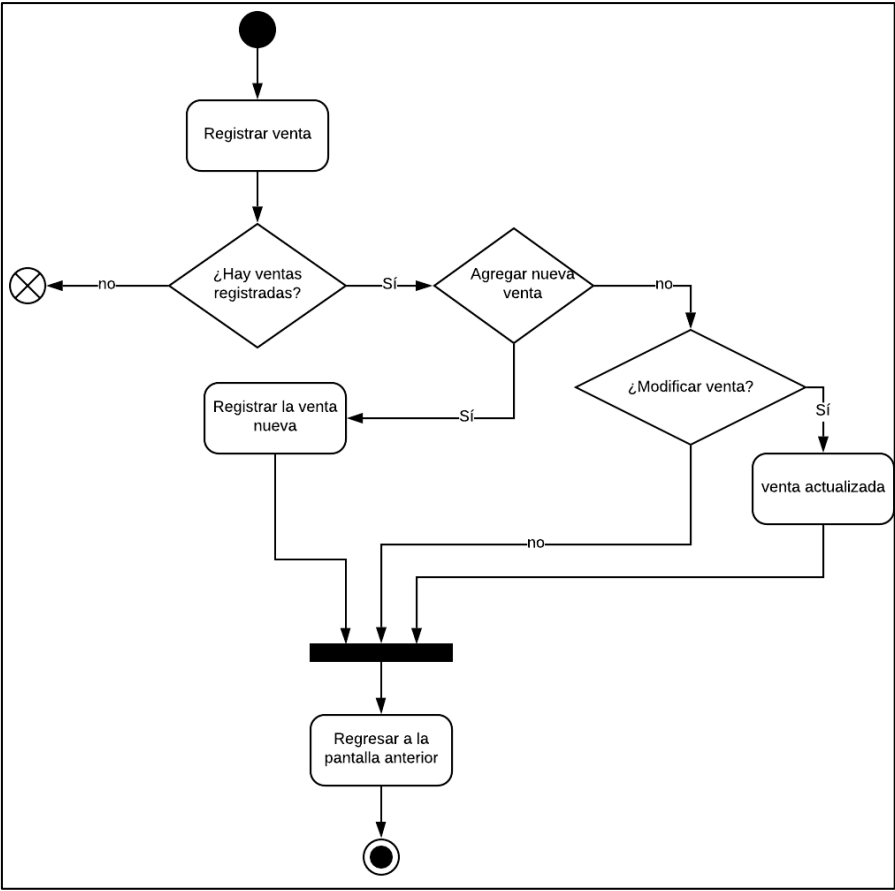 Registrar venta
¿Hay ventas
registradas?
no
Sí
Agregar nueva
venta
no
¿Modificar venta?
Sí
Registrar la venta
nueva
Sí
venta actualizada
no
Regresar a la
pantalla anterior